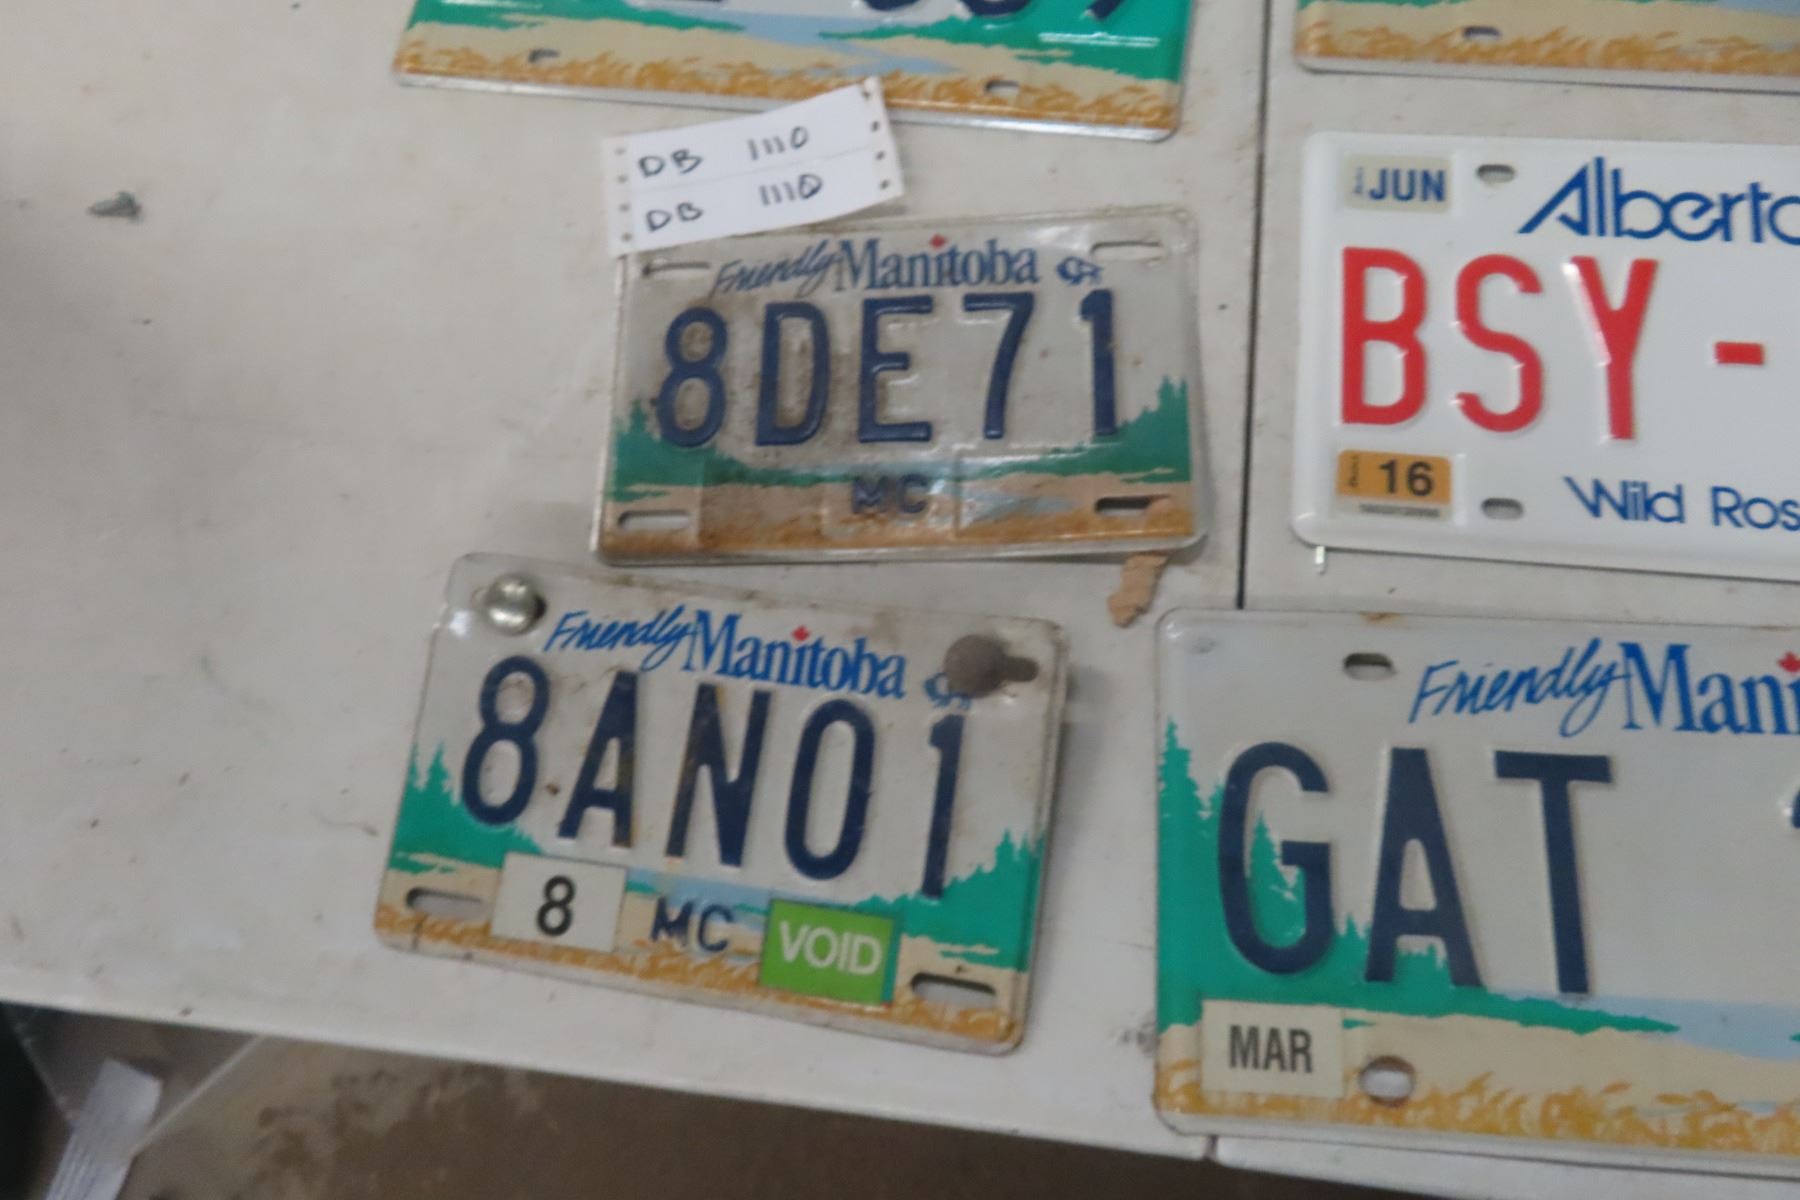 DB 1110
DB 1110
Friendly Manitoba
8DE71
MC
JUN
Alberta
BSY -
16
Wild Ros
Friendly Manitoba
8AN01
8 MC VOID
Friendly Mani
GAT
MAR